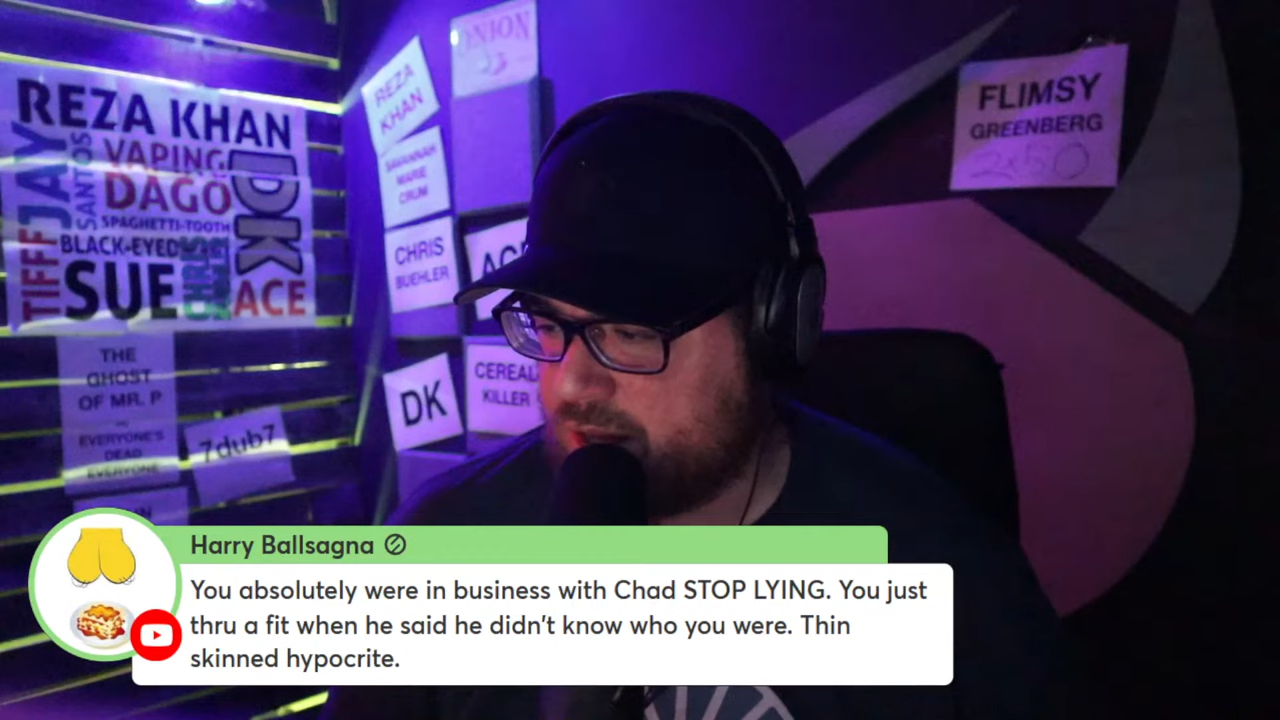 REZA KHAN
JAY
SANTOS
VAPING
DAGO
SPAGHETTI-TOOTH
DK
BLACK-EYED
TIFF
SUE
CHRIS
ACE
THE
GHOST
OF MR. P
EVERYONE'S
DEAD
EVERYONE
7dub7
REZA
KHAN
SAVANNAH
MARIE
CRUM
CHRIS
BUEHLER
DK
CEREAL
KILLER
FLIMSY
GREENBERG
2x50
Harry Ballsagna
You absolutely were in business with Chad STOP LYING. You just
thru a fit when he said he didn't know who you were. Thin
skinned hypocrite.